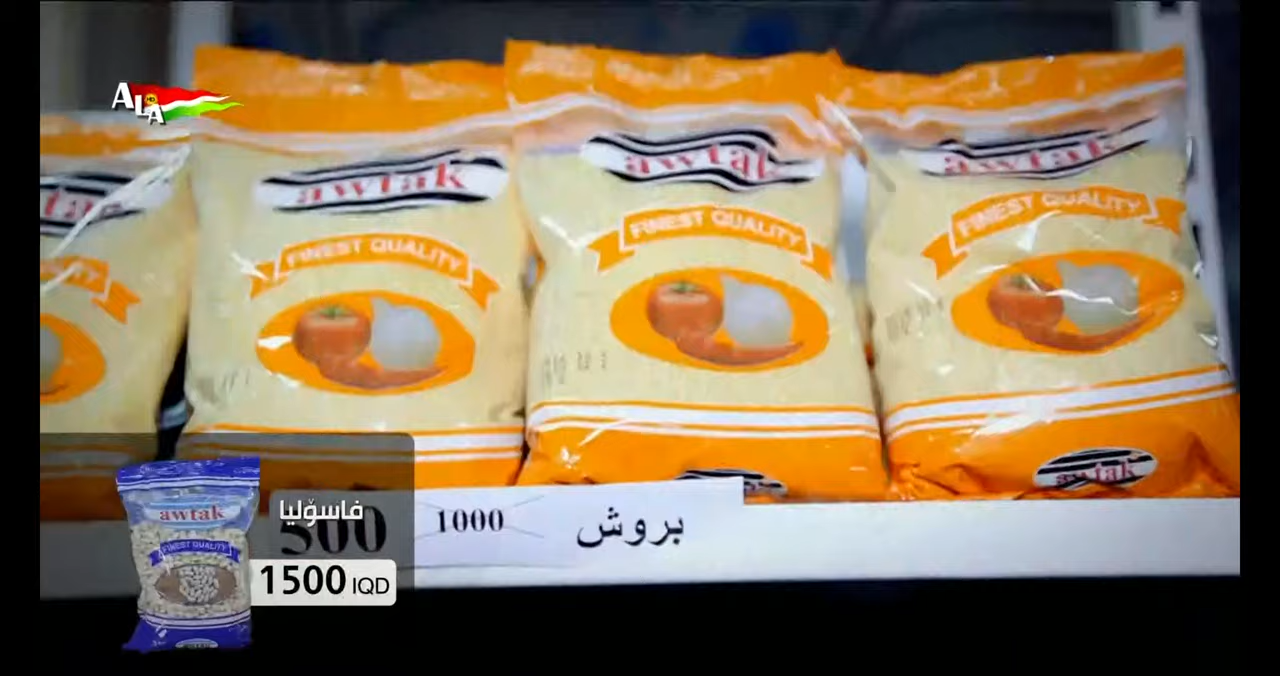 ALA
HD
awtak
awtak
awtak
FINEST QUALITY
FINEST QUALITY
FINEST QUALITY
awtak
بروش
1000
500
فاسۆلیا
1500 IQD
awtak
FINEST QUALITY